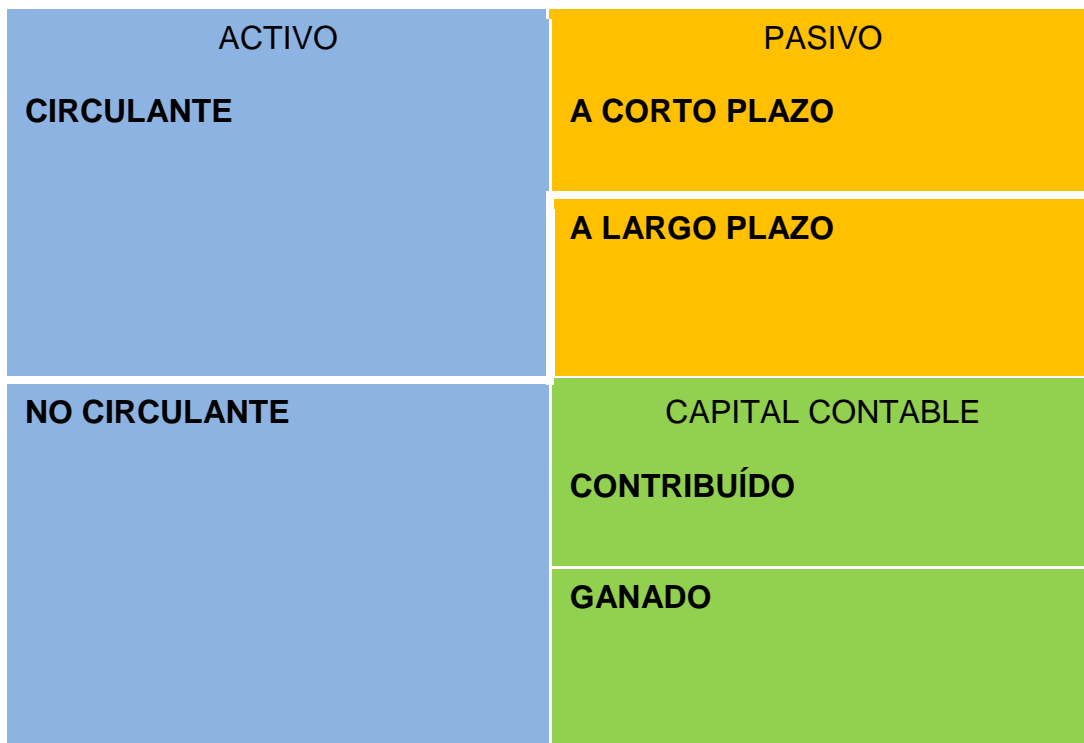 ACTIVO
CIRCULANTE
NO CIRCULANTE
PASIVO
A CORTO PLAZO
A LARGO PLAZO
CAPITAL CONTABLE
CONTRIBUÍDO
GANADO